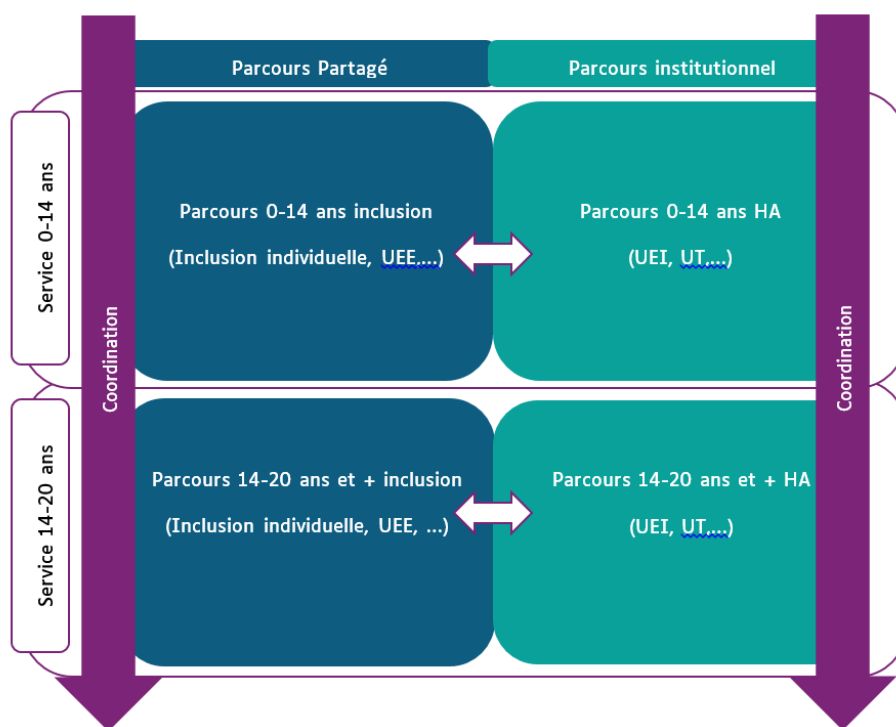 Parcours Partagé
Parcours institutionnel
Service 0-14 ans
Coordination
Parcours 0-14 ans inclusion
(Inclusion individuelle, UEE,...)
Parcours 0-14 ans HA
(UEI, UT,...)
Coordination
Service 14-20 ans
Parcours 14-20 ans et + inclusion
(Inclusion individuelle, UEE, ...)
Parcours 14-20 ans et + HA
(UEI, UT,...)